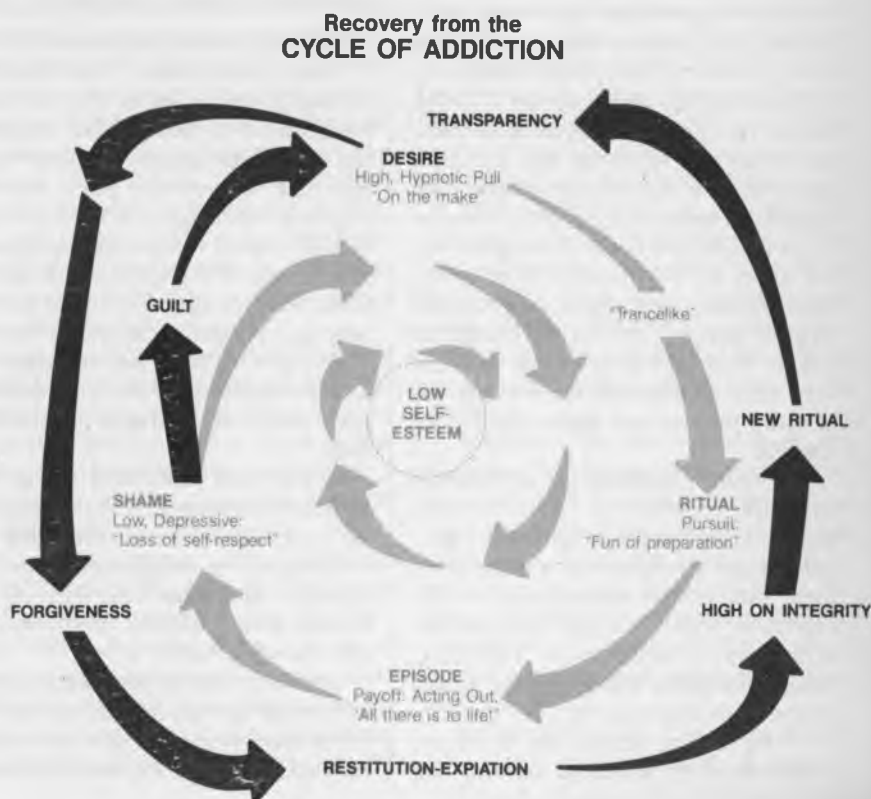 Recovery from the
CYCLE OF ADDICTION
TRANSPARENCY
DESIRE
High, Hypnotic Pull
"On the make"
"Trancelike"
GUILT
LOW
SELF-
ESTEEM
NEW RITUAL
SHAME
Low, Depressive:
"Loss of self-respect"
RITUAL
Pursuit:
"Fun of preparation"
FORGIVENESS
HIGH ON INTEGRITY
EPISODE
Payoff: Acting Out,
"All there is to life!"
RESTITUTION-EXPIATION